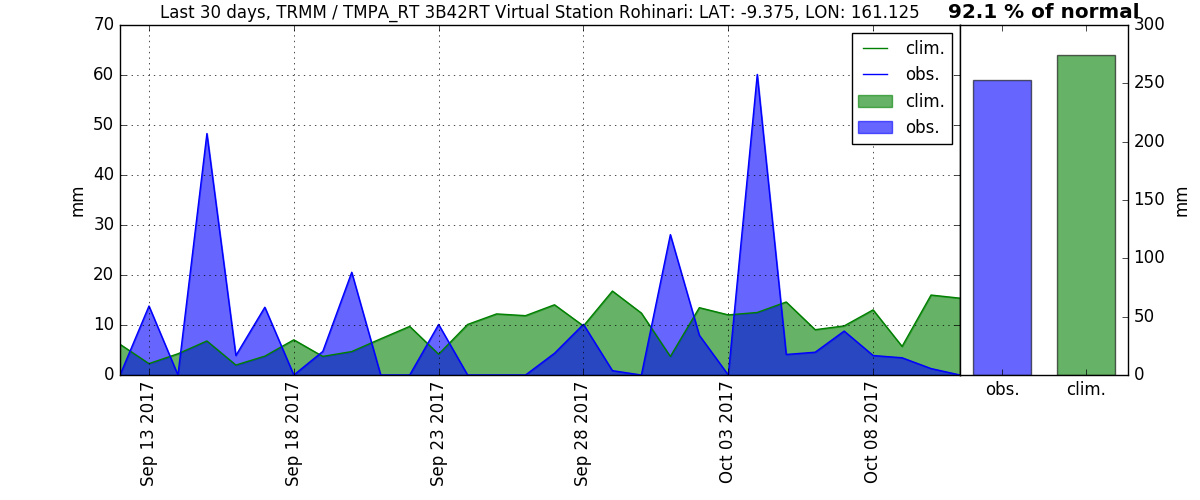 Last 30 days, TRMM / TMPA_RT 3B42RT Virtual Station Rohinari: LAT: -9.375, LON: 161.125
92.1 % of normal
70
60
50
40
30
20
10
0
mm
clim.
obs.
clim.
obs.
300
250
200
150
100
50
0
mm
Sep 13 2017
Sep 18 2017
Sep 23 2017
Sep 28 2017
Oct 03 2017
Oct 08 2017
obs.
clim.